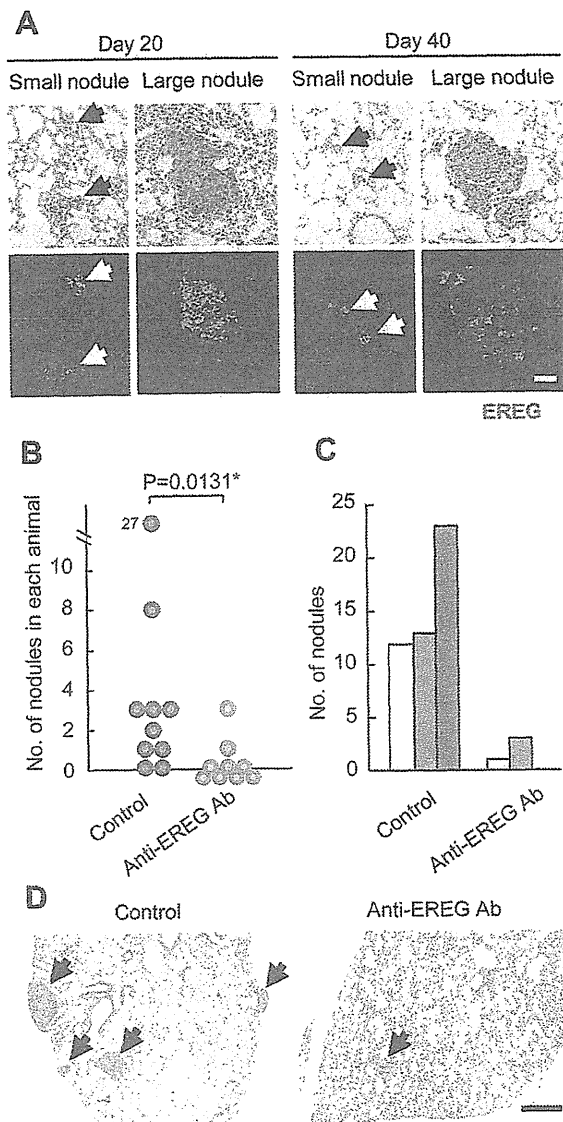 A
Day 20 Day 40
Small nodule Large nodule Small nodule Large nodule
EREG
B
P=0.0131*
No. of nodules in each animal
27
10
8
6
4
2
0
Control
Anti-EREG Ab
C
No. of nodules
25
20
15
10
5
0
Control
Anti-EREG Ab
D
Control Anti-EREG Ab